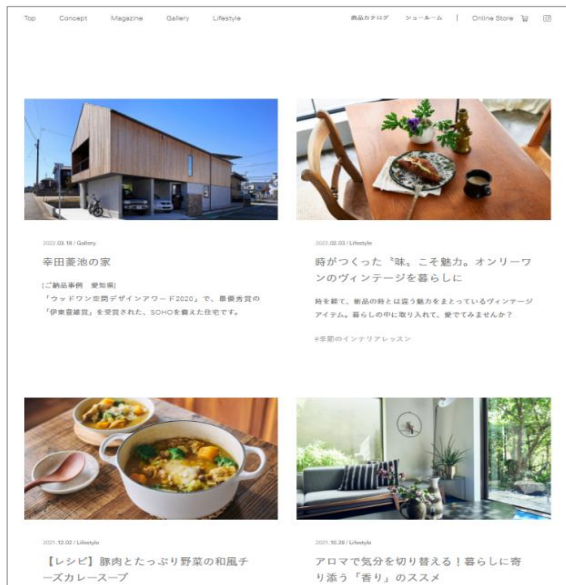 Top Concept Magazine Gallery Lifestyle 商品カタログ ショールーム | Online Store
2022.03.18 / Gallery
幸田菱池の家
[ご納品事例 愛知県]
「ウッドワン空間デザインアワード2020」で、最優秀賞の
「伊東豊雄賞」を受賞された、SOHOを備えた住宅です。
2022.02.03 / Lifestyle
時がつくった〝味〟こそ魅力。オンリーワ
ンのヴィンテージを暮らしに
時を経て、新品の時とは違う魅力をまとっているヴィンテージ
アイテム。暮らしの中に取り入れて、愛でてみませんか？
#季節のインテリアレッスン
2021.12.02 / Lifestyle
【レシピ】豚肉とたっぷり野菜の和風チ
ーズカレースープ
2021.10.28 / Lifestyle
アロマで気分を切り替える！暮らしに寄
り添う『香り』のススメ